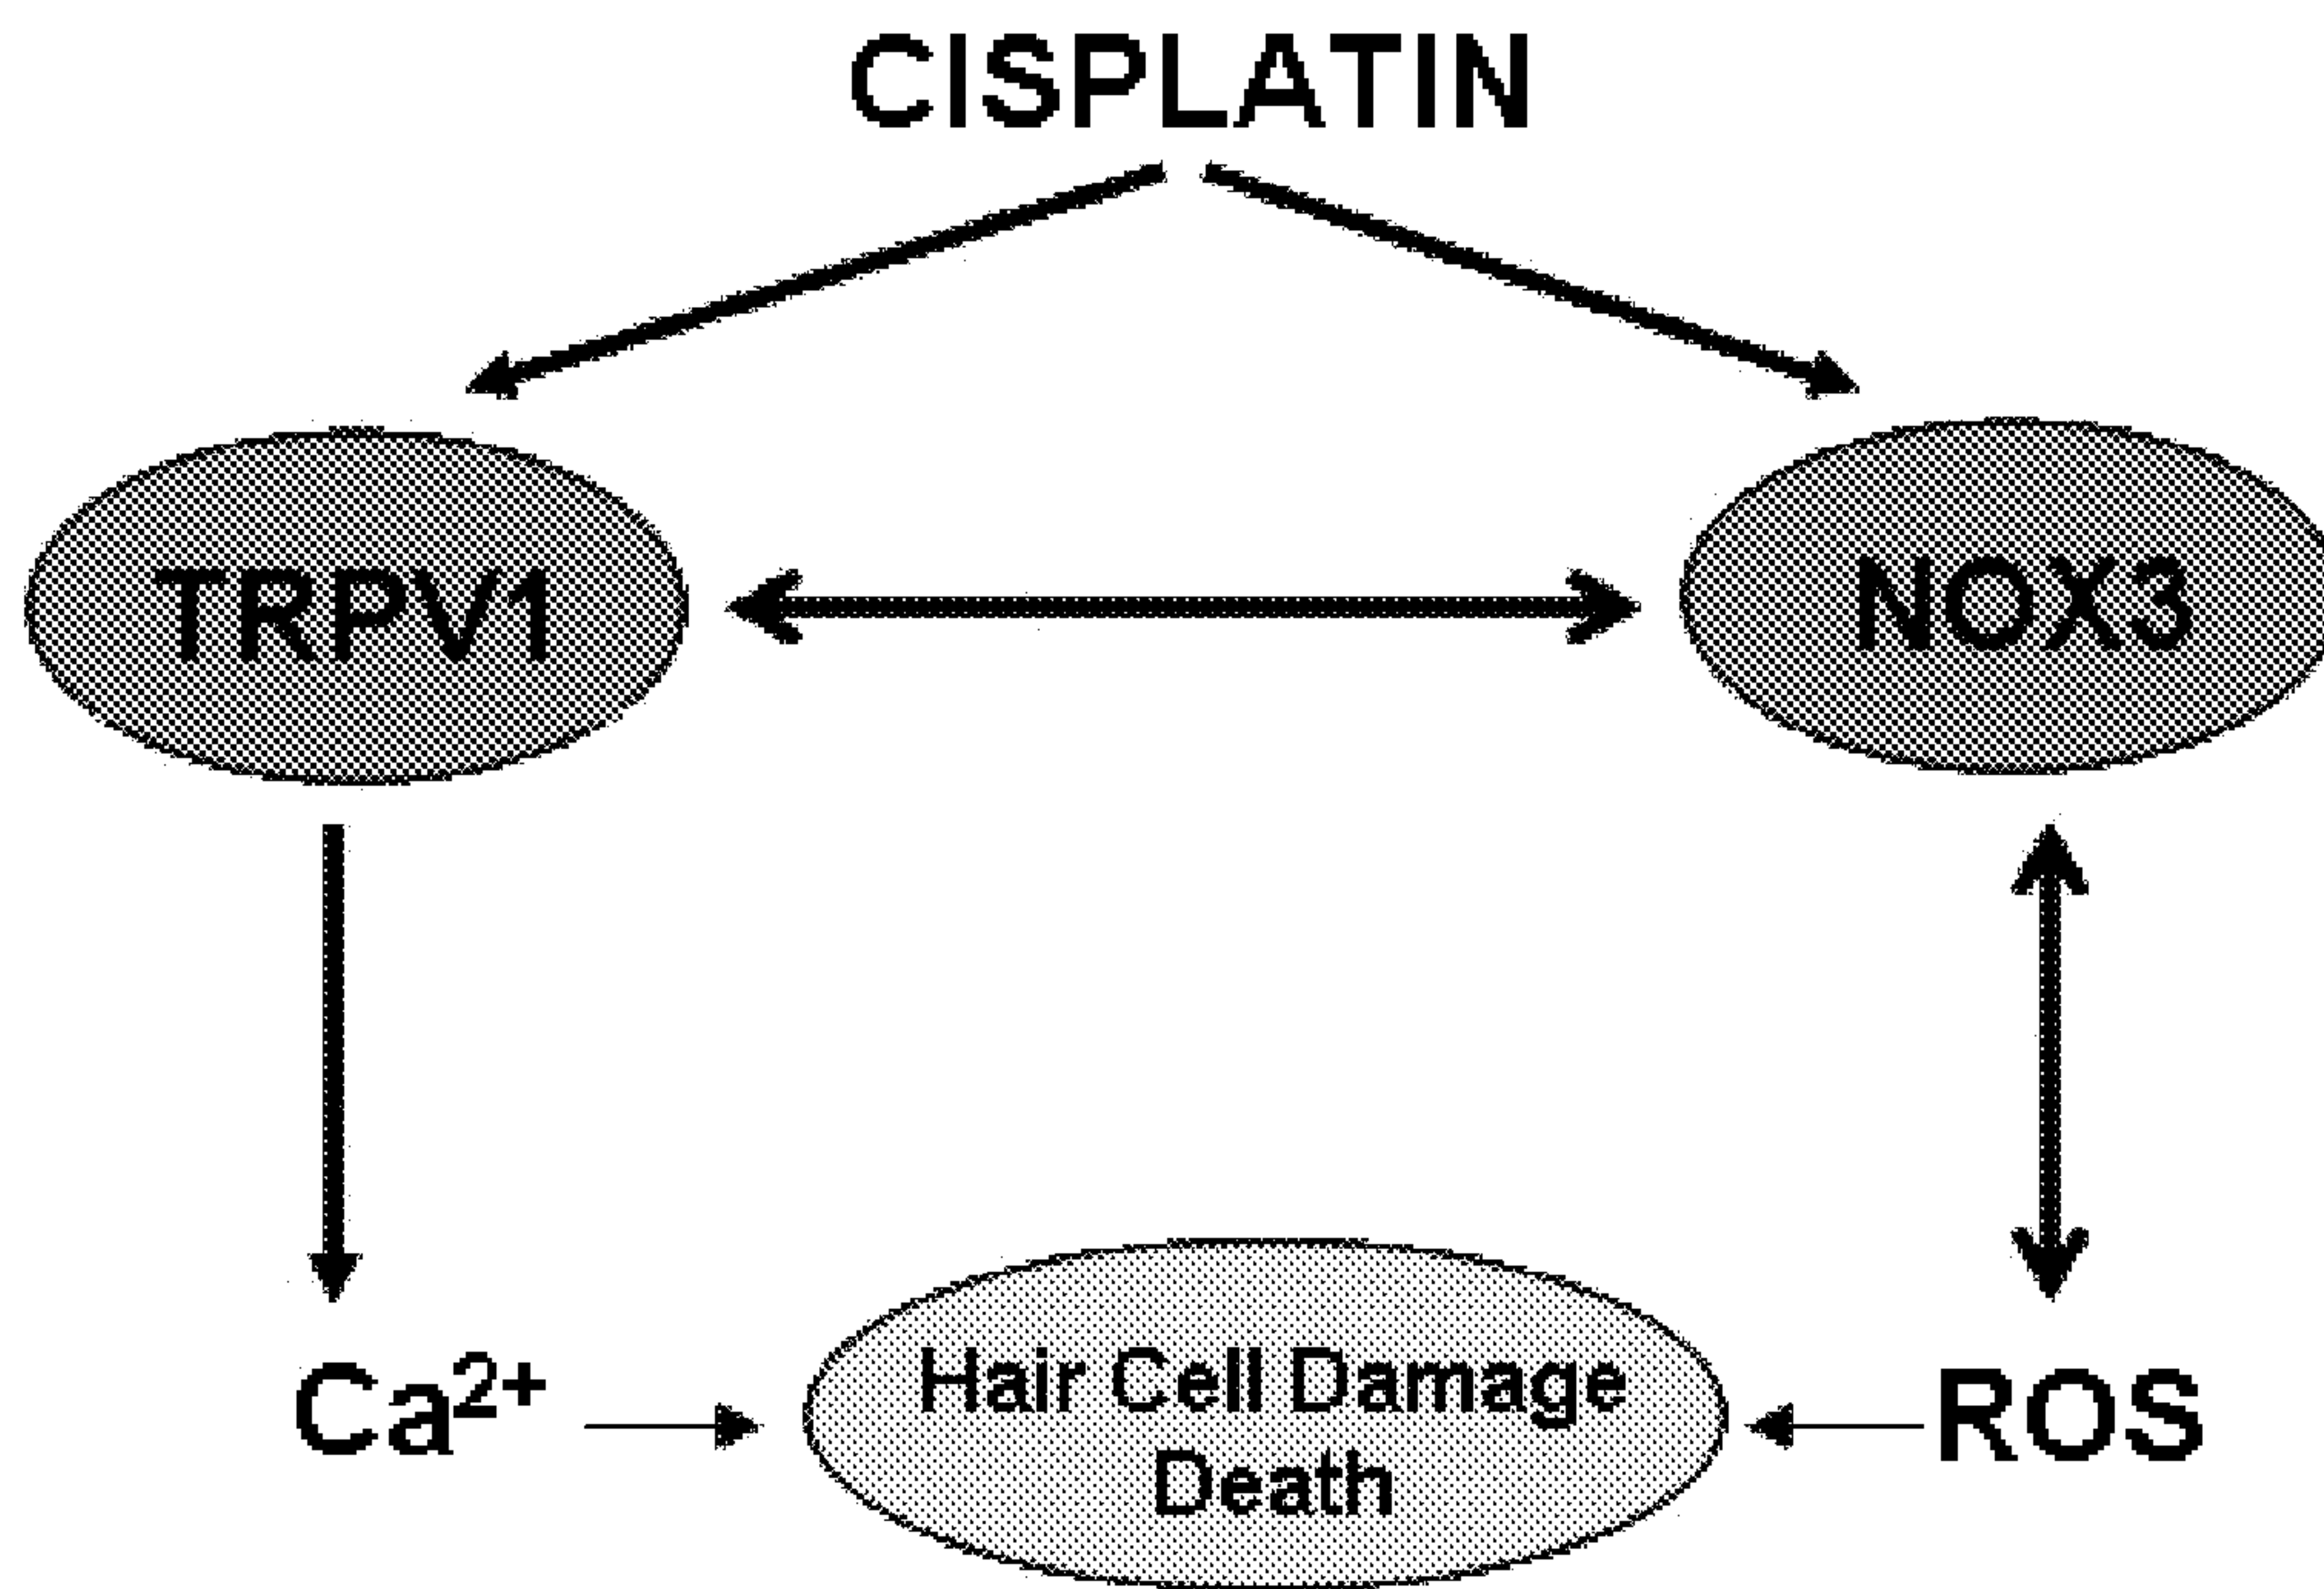 CISPLATIN
TRPV1
NOX3
Ca²⁺
Hair Cell Damage
Death
ROS